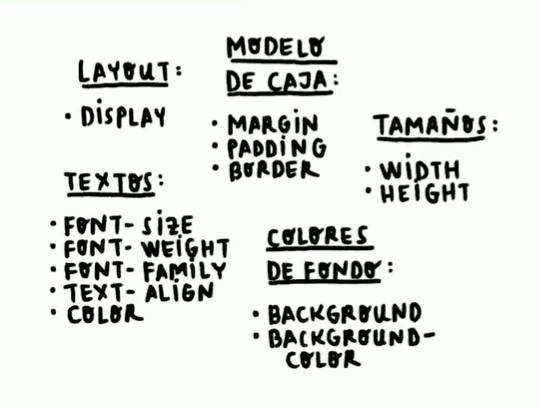 LAYOUT:
• DISPLAY
MODELO
DE CAJA:
• MARGIN
• PADDING
• BORDER
TAMAÑOS:
• WIDTH
• HEIGHT
TEXTOS:
• FONT-SIZE
• FONT-WEIGHT
• FONT-FAMILY
• TEXT-ALIGN
• COLOR
COLORES
DE FONDO:
• BACKGROUND
• BACKGROUND-
COLOR